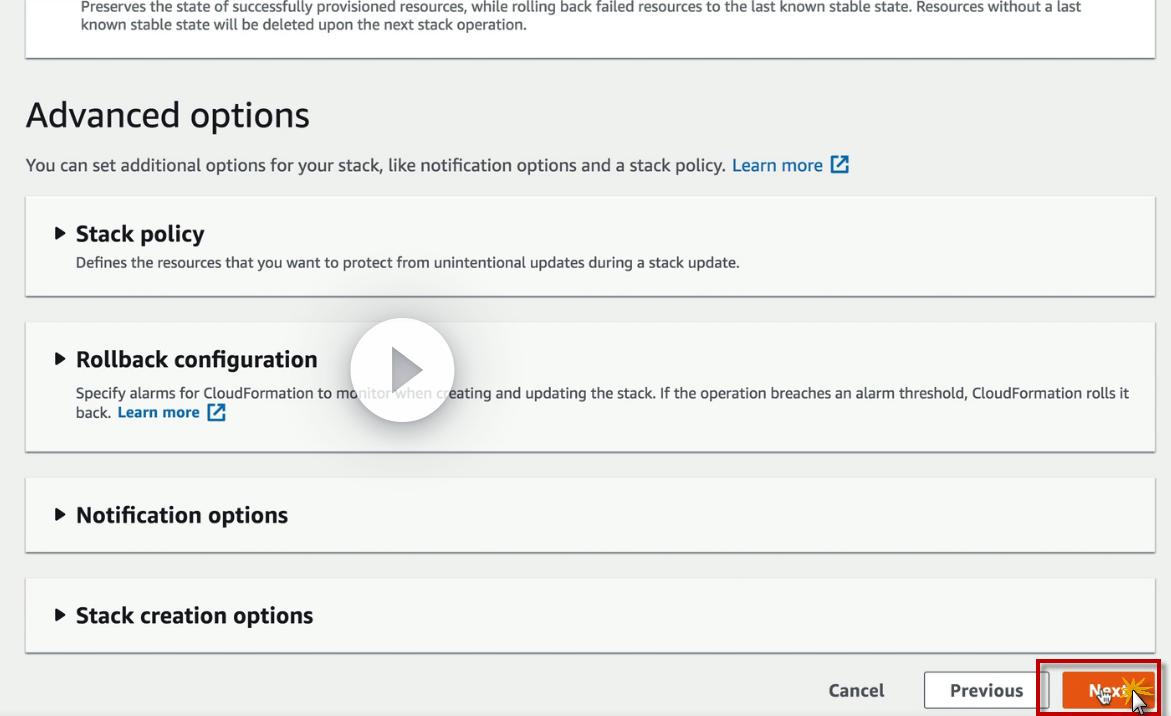 Preserves the state of successfully provisioned resources, while rolling back failed resources to the last known stable state. Resources without a last
known stable state will be deleted upon the next stack operation.
Advanced options
You can set additional options for your stack, like notification options and a stack policy. Learn more
Stack policy
Defines the resources that you want to protect from unintentional updates during a stack update.
Rollback configuration
Specify alarms for CloudFormation to monitor when creating and updating the stack. If the operation breaches an alarm threshold, CloudFormation rolls it
back. Learn more
Notification options
Stack creation options
Cancel Previous Next